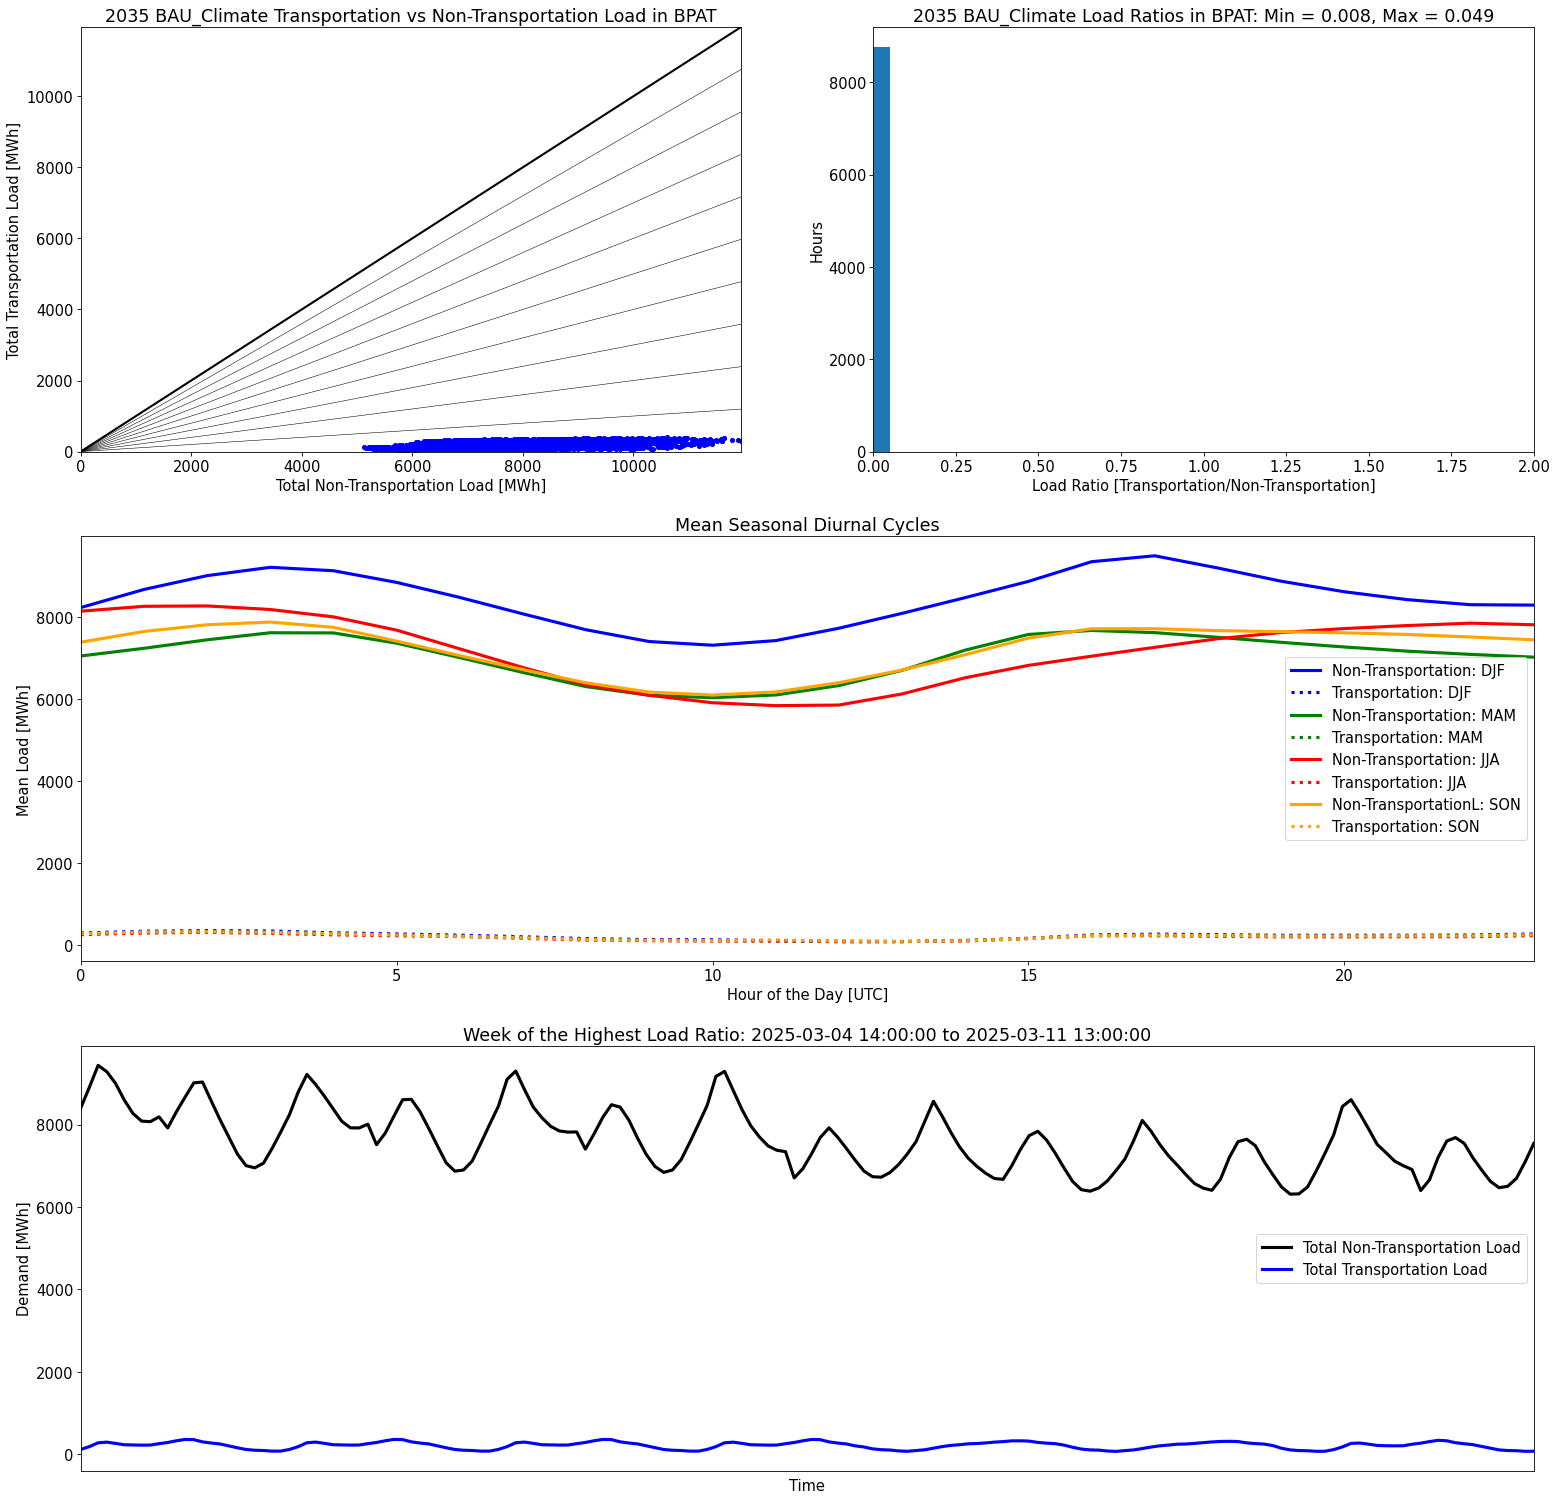 2035 BAU_Climate Transportation vs Non-Transportation Load in BPAT
Total Transportation Load [MWh]
10000
8000
6000
4000
2000
0
0 2000 4000 6000 8000 10000
Total Non-Transportation Load [MWh]
2035 BAU_Climate Load Ratios in BPAT: Min = 0.008, Max = 0.049
Hours
8000
6000
4000
2000
0
0.00 0.25 0.50 0.75 1.00 1.25 1.50 1.75 2.00
Load Ratio [Transportation/Non-Transportation]
Mean Seasonal Diurnal Cycles
Mean Load [MWh]
8000
6000
4000
2000
0
Non-Transportation: DJF
Transportation: DJF
Non-Transportation: MAM
Transportation: MAM
Non-Transportation: JJA
Transportation: JJA
Non-TransportationL: SON
Transportation: SON
0 5 10 15 20
Hour of the Day [UTC]
Week of the Highest Load Ratio: 2025-03-04 14:00:00 to 2025-03-11 13:00:00
Demand [MWh]
8000
6000
4000
2000
0
Total Non-Transportation Load
Total Transportation Load
Time